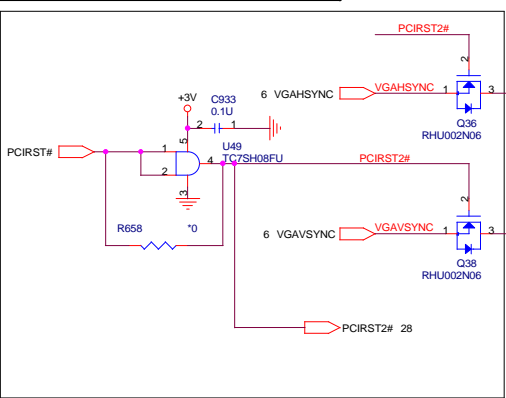 PCIRST2#
2
6 VGAHSYNC
VGAHSYNC 1 3
Q36
RHU002N06
+3V
C933
0.1U
2 1
5
U49
TC7SH08FU
PCIRST#
1
2
4
3
PCIRST2#
2
R658 *0
6 VGAVSYNC
VGAVSYNC 1 3
Q38
RHU002N06
PCIRST2# 28